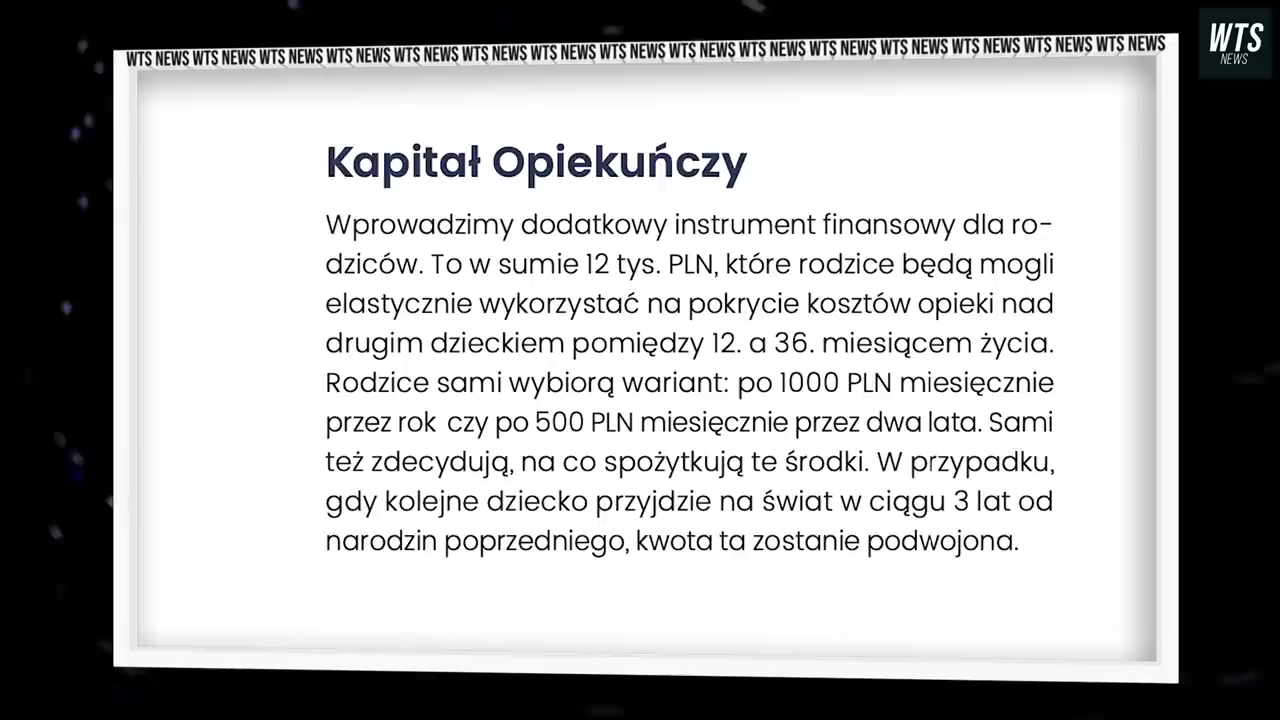 WTS NEWS WTS NEWS WTS NEWS WTS NEWS WTS NEWS WTS NEWS WTS NEWS WTS NEWS WTS NEWS WTS NEWS WTS NEWS WTS NEWS WTS NEWS WTS NEWS WTS NEWS
WTS
NEWS
Kapitał Opiekuńczy
Wprowadzimy dodatkowy instrument finansowy dla ro-
dziców. To w sumie 12 tys. PLN, które rodzice będą mogli
elastycznie wykorzystać na pokrycie kosztów opieki nad
drugim dzieckiem pomiędzy 12. a 36. miesiącem życia.
Rodzice sami wybiorą wariant: po 1000 PLN miesięcznie
przez rok czy po 500 PLN miesięcznie przez dwa lata. Sami
też zdecydują, na co spożytkują te środki. W przypadku,
gdy kolejne dziecko przyjdzie na świat w ciągu 3 lat od
narodzin poprzedniego, kwota ta zostanie podwojona.